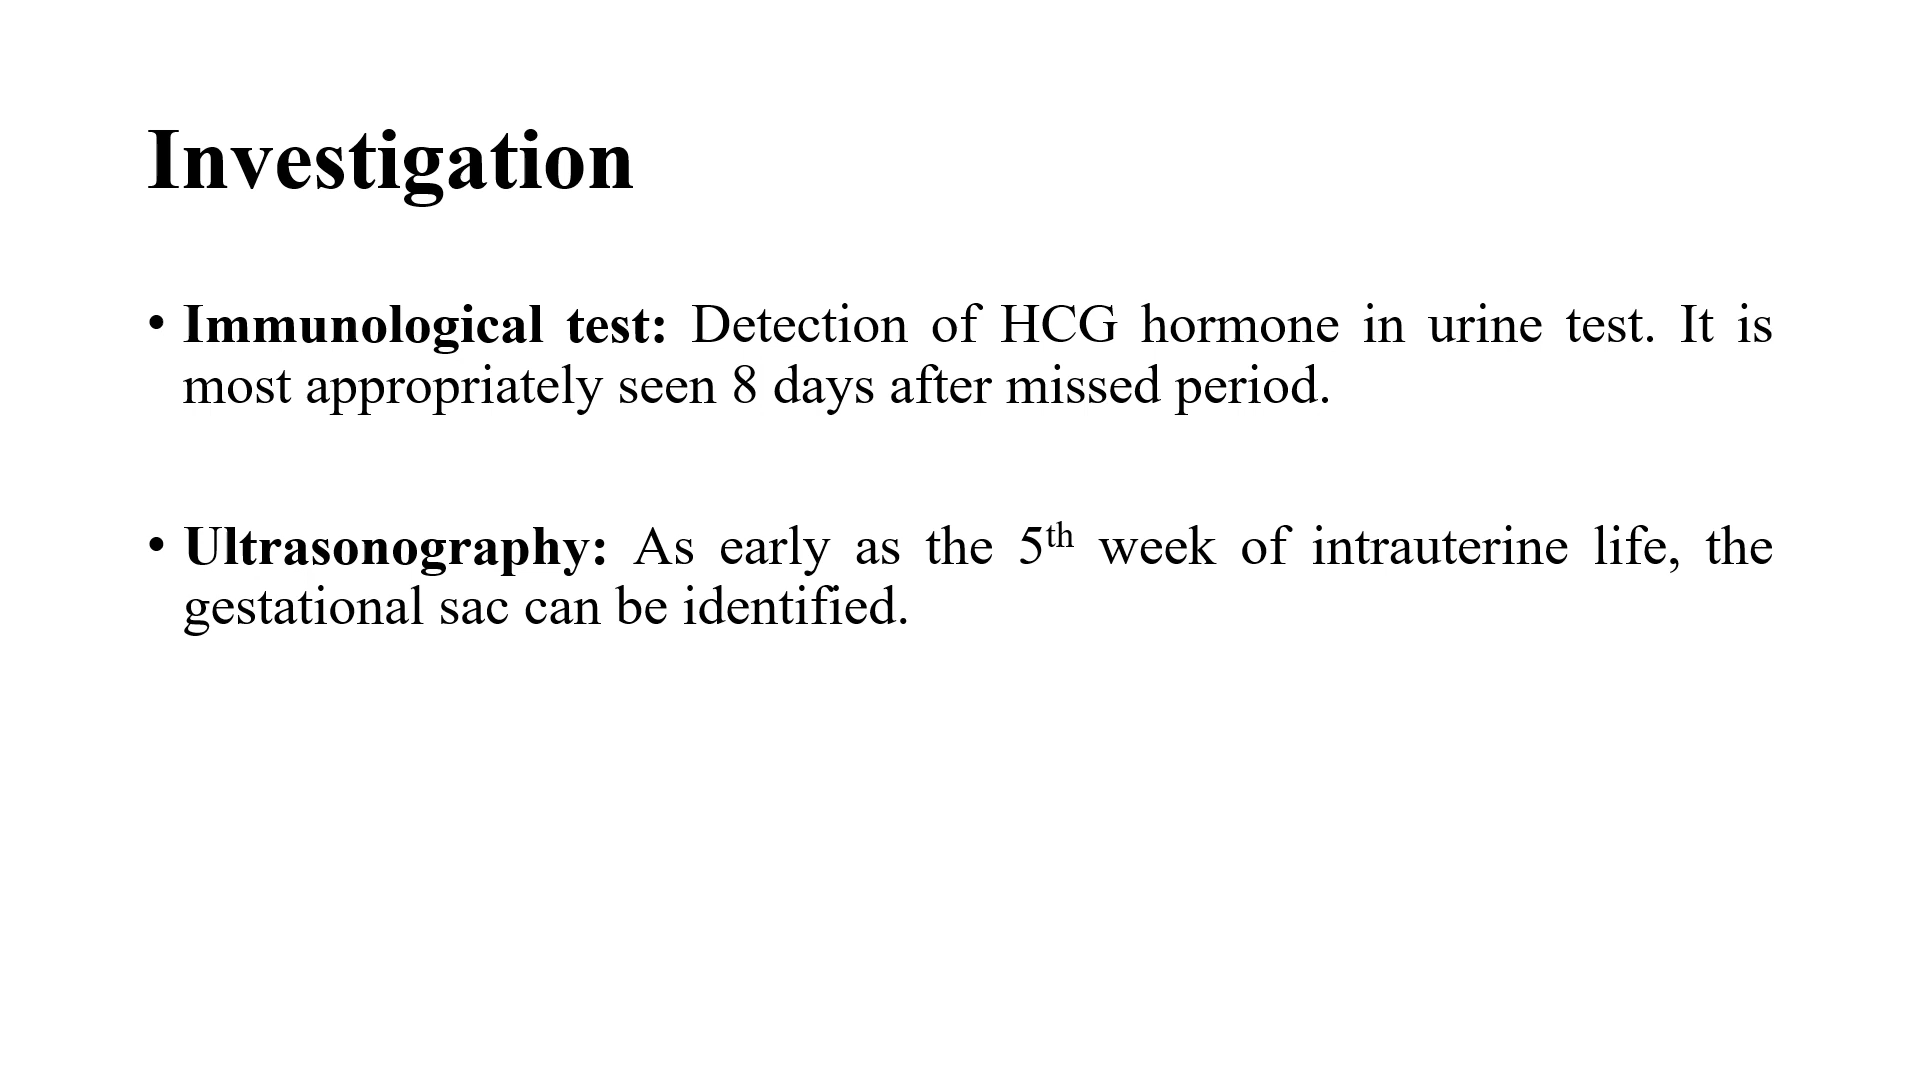 Investigation
• Immunological test: Detection of HCG hormone in urine test. It is
most appropriately seen 8 days after missed period.
• Ultrasonography: As early as the 5th week of intrauterine life, the
gestational sac can be identified.